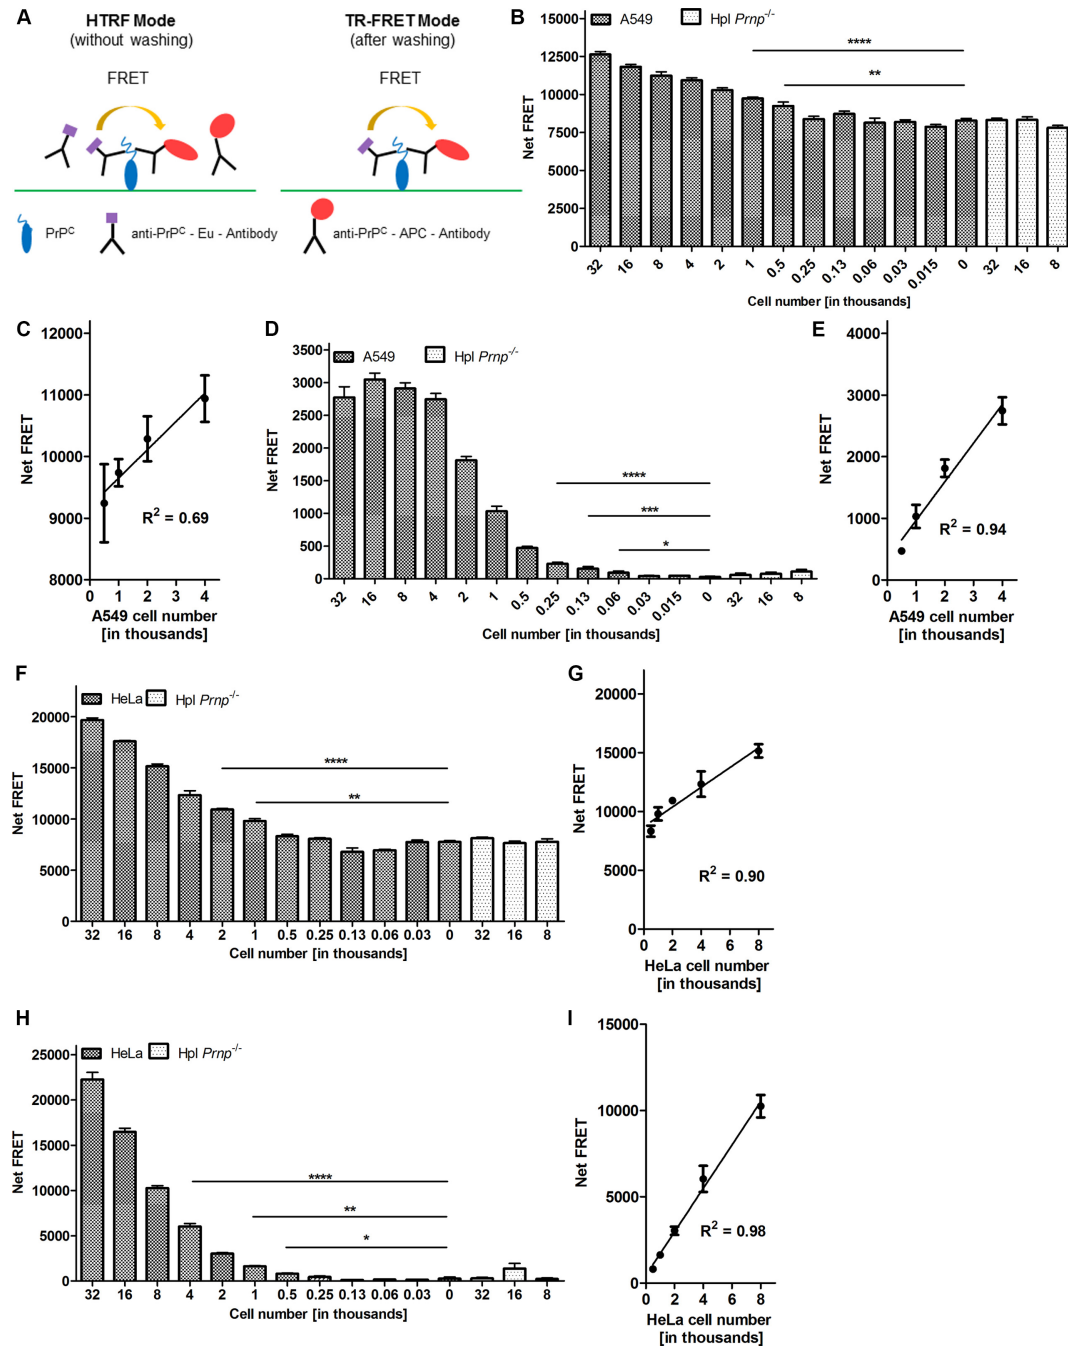 A
HTRF Mode
(without washing)
TR-FRET Mode
(after washing)
FRET
FRET
PrPC
anti-PrPC - Eu - Antibody
anti-PrPC - APC - Antibody
B
A549
Hpl Prnp-/-
Net FRET
15000
12500
10000
7500
5000
2500
0
****
**
32 16 8 4 2 1 0.5 0.25 0.13 0.06 0.03 0.015 0 32 16 8
Cell number [in thousands]
C
Net FRET
12000
11000
10000
9000
8000
R2 = 0.69
0 1 2 3 4
A549 cell number
[in thousands]
D
A549
Hpl Prnp-/-
Net FRET
3500
3000
2500
2000
1500
1000
500
0
****
***
*
32 16 8 4 2 1 0.5 0.25 0.13 0.06 0.03 0.015 0 32 16 8
Cell number [in thousands]
E
Net FRET
4000
3000
2000
1000
0
R2 = 0.94
0 1 2 3 4
A549 cell number
[in thousands]
F
HeLa
Hpl Prnp-/-
Net FRET
20000
15000
10000
5000
0
****
**
32 16 8 4 2 1 0.5 0.25 0.13 0.06 0.03 0 32 16 8
Cell number [in thousands]
G
Net FRET
20000
15000
10000
5000
0
R2 = 0.90
0 2 4 6 8
HeLa cell number
[in thousands]
H
HeLa
Hpl Prnp-/-
Net FRET
25000
20000
15000
10000
5000
0
****
**
*
32 16 8 4 2 1 0.5 0.25 0.13 0.06 0.03 0 32 16 8
Cell number [in thousands]
I
Net FRET
15000
10000
5000
0
R2 = 0.98
0 2 4 6 8
HeLa cell number
[in thousands]